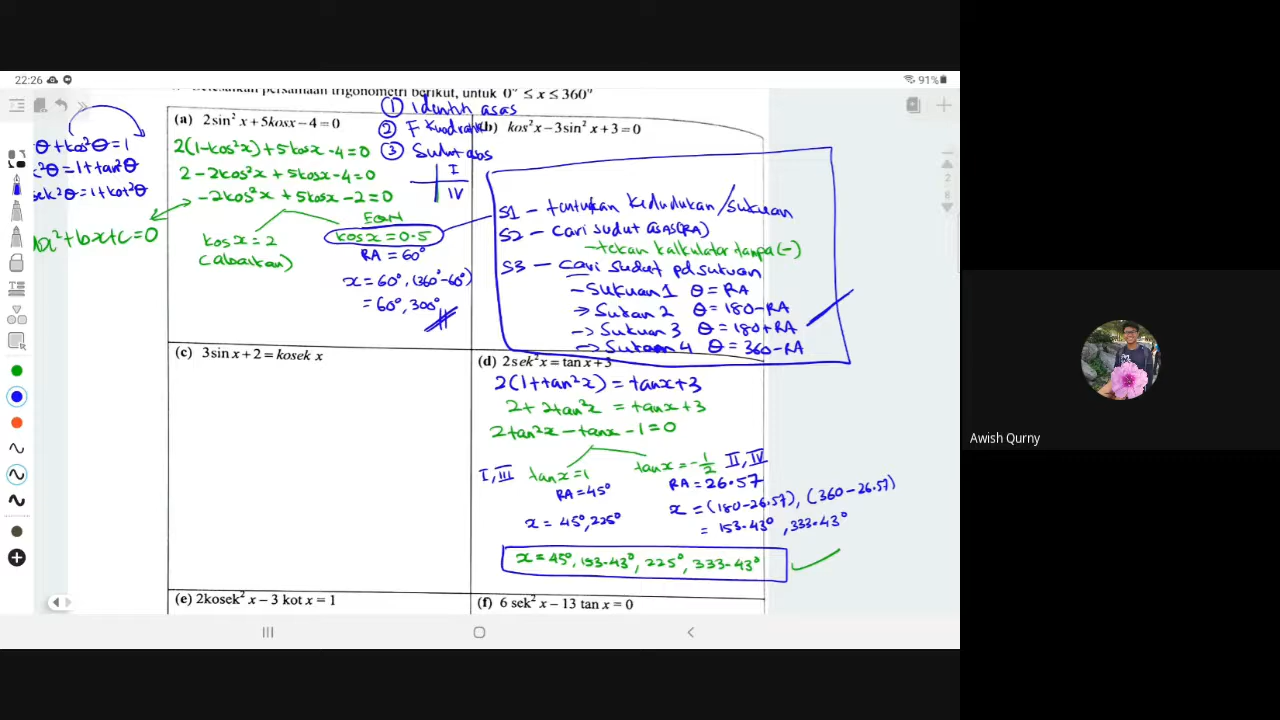 22:26
91%
persamaan trigonometri berikut, untuk 0° ≤ x ≤ 360°
θ + kos²θ = 1
²θ = 1 + tan²θ
sek²θ = 1 + kot²θ
ax² + bx + c = 0
(a) 2sin² x + 5kosx − 4 = 0
2(1-kos²x) + 5kosx - 4 = 0
2 - 2kos²x + 5kosx - 4 = 0
-2kos²x + 5kosx - 2 = 0
kosx = 2
(abaikan)
EQN
kosx = 0.5
RA = 60°
x = 60°, (360° - 60°)
= 60°, 300°
① Identiti asas
②
③ Sudut
I
IV
(b) kos² x − 3sin² x + 3 = 0
S1 - tentukan kedudukan/sukuan
S2 - cari sudut asas (RA)
- tekan kalkulator tanpa (-)
S3 - cari sudut pd sukuan
- Sukuan 1 θ = RA
→ Sukuan 2 θ = 180 - RA
→ Sukuan 3 θ = 180 + RA
→ Sukuan 4 θ = 360 - RA
(c) 3sin x + 2 = kosek x
(d) 2sek² x = tan x + 3
2(1 + tan²x) = tanx + 3
2 + 2tan²x = tanx + 3
2tan²x - tanx - 1 = 0
I, III tanx = 1
RA = 45°
x = 45°, 225°
tanx = -1/2 II, IV
RA = 26.57
x = (180 - 26.57), (360 - 26.57)
= 153.43°, 333.43°
x = 45°, 153.43°, 225°, 333.43°
(e) 2kosek² x − 3 kot x = 1
(f) 6 sek² x − 13 tan x = 0
Awish Qurny